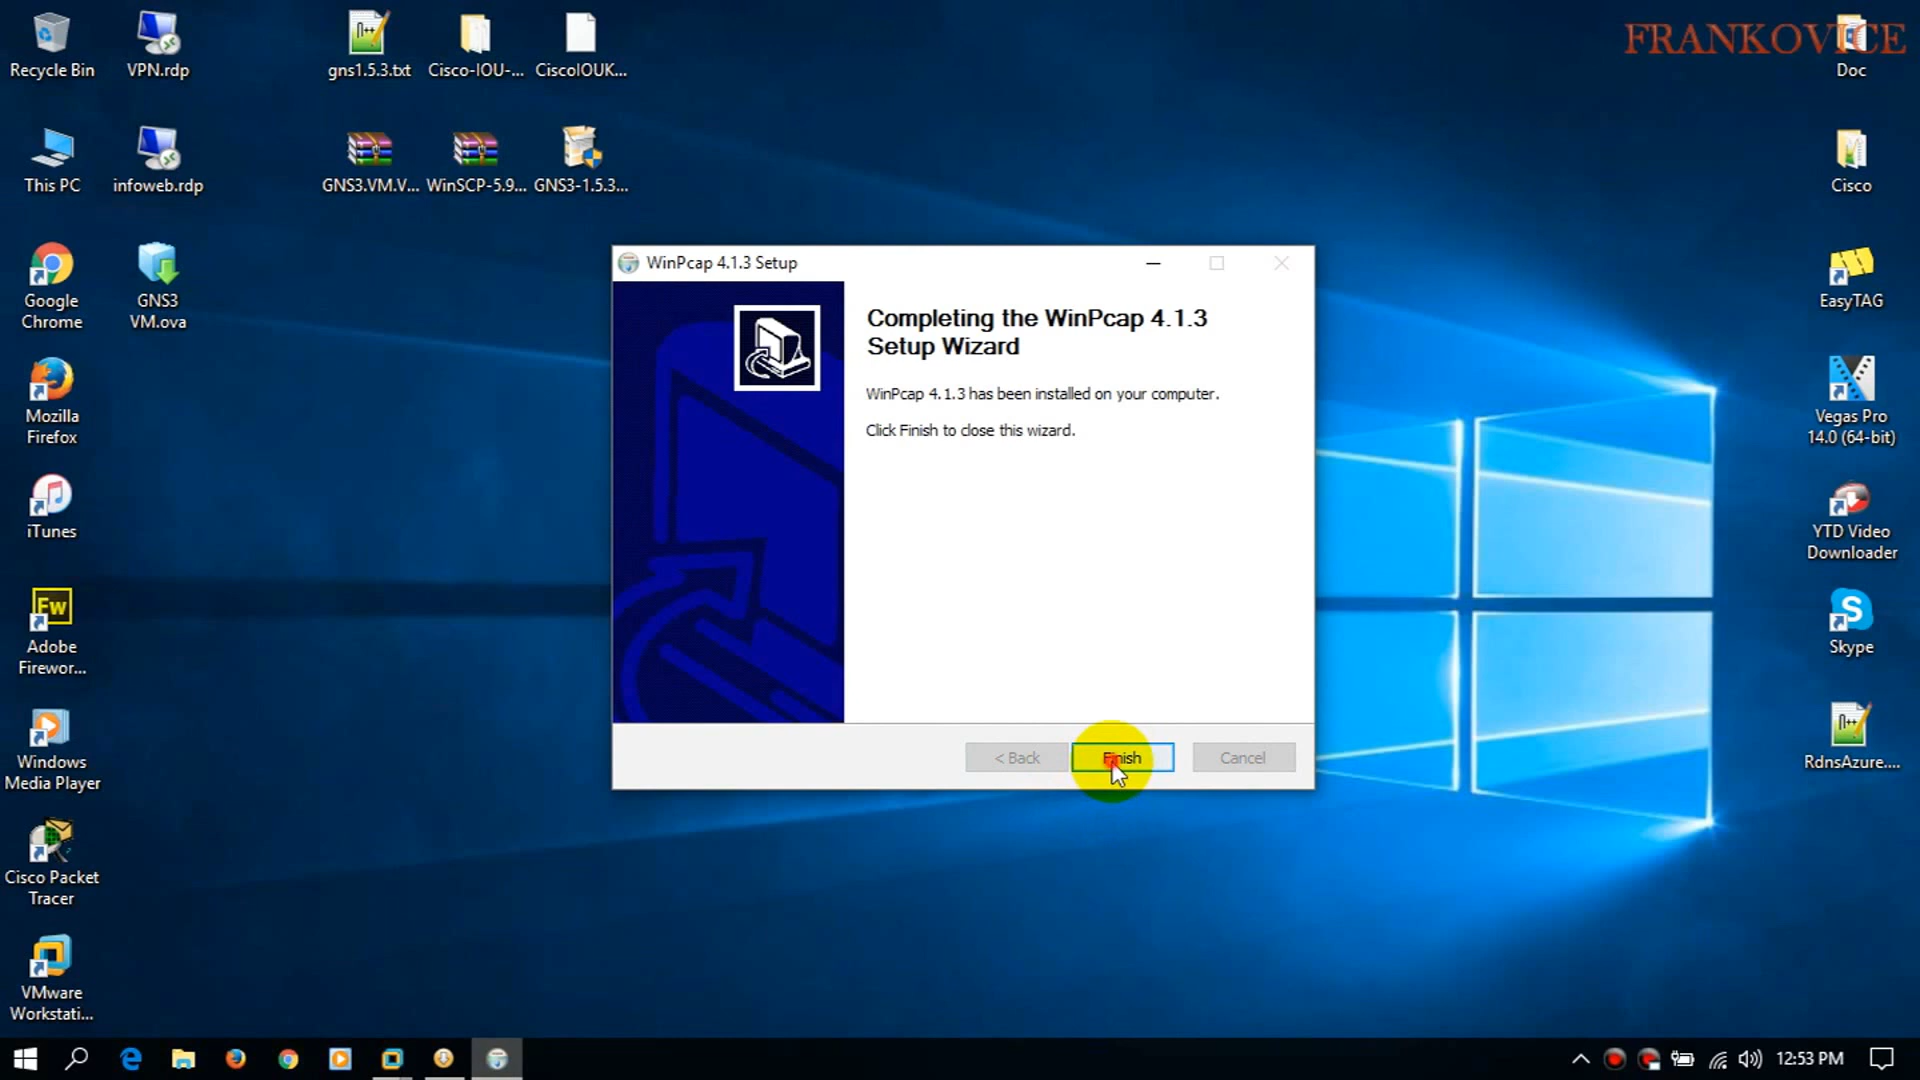 Recycle Bin
VPN.rdp
gns1.5.3.txt
Cisco-IOU-...
CiscoIOUK...
FRANKOVICE
Doc
This PC
infoweb.rdp
GNS3.VM.V...
WinSCP-5.9...
GNS3-1.5.3...
Cisco
Google
Chrome
GNS3
VM.ova
EasyTAG
Mozilla
Firefox
Vegas Pro
14.0 (64-bit)
iTunes
YTD Video
Downloader
Fw
Adobe
Firewor...
Skype
Windows
Media Player
RdnsAzure....
Cisco Packet
Tracer
VMware
Workstati...
WinPcap 4.1.3 Setup
Completing the WinPcap 4.1.3
Setup Wizard
WinPcap 4.1.3 has been installed on your computer.
Click Finish to close this wizard.
< Back
Finish
Cancel
12:53 PM